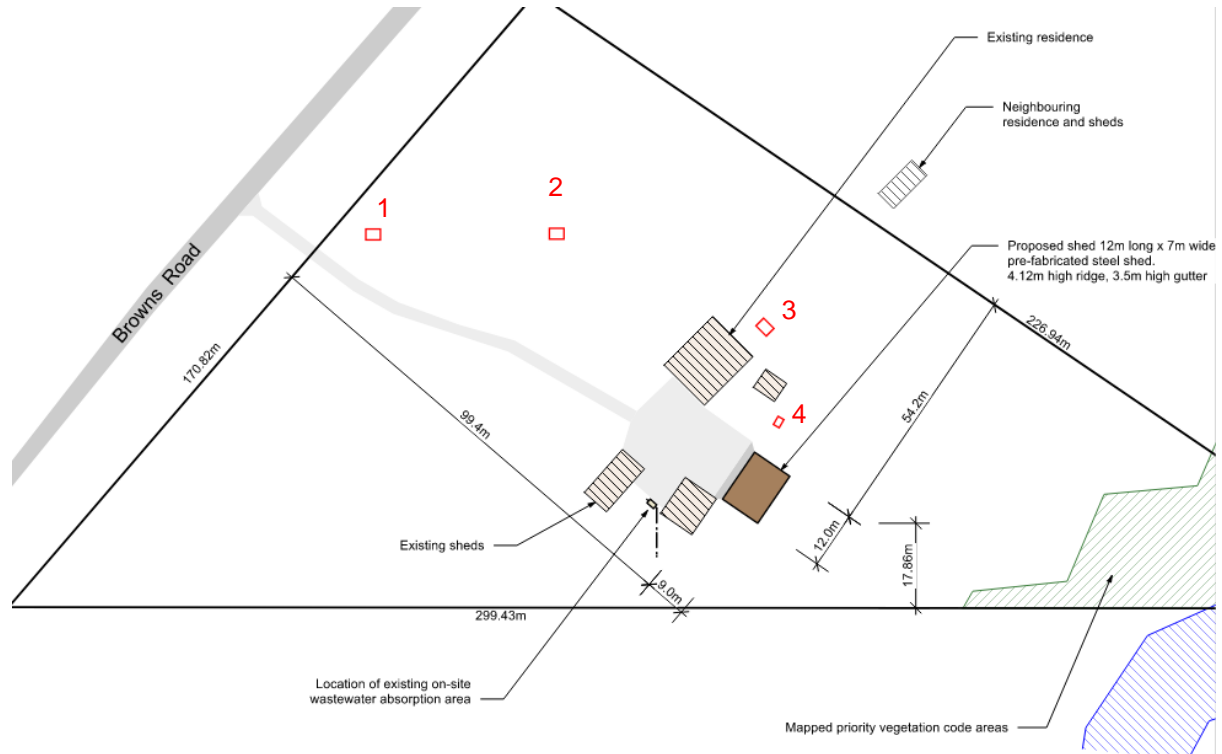 Existing residence
Neighbouring
residence and sheds
2
1
Browns Road
Proposed shed 12m long x 7m wide
pre-fabricated steel shed.
4.12m high ridge, 3.5m high gutter
3
226.94m
170.82m
4
99.4m
54.2m
Existing sheds
12.0m
17.86m
9.0m
299.43m
Location of existing on-site
wastewater absorption area
Mapped priority vegetation code areas